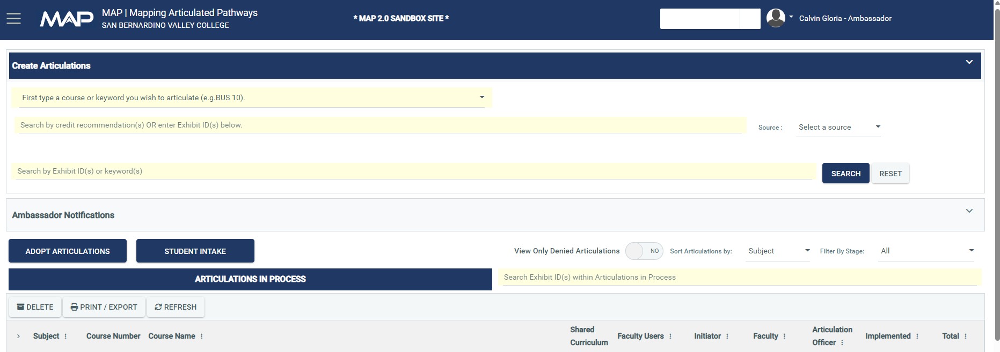 MAP
MAP | Mapping Articulated Pathways
SAN BERNARDINO VALLEY COLLEGE
* MAP 2.0 SANDBOX SITE *
Calvin Gloria - Ambassador
Create Articulations
First type a course or keyword you wish to articulate (e.g.BUS 10).
Search by credit recommendation(s) OR enter Exhibit ID(s) below.
Source :
Select a source
Search by Exhibit ID(s) or keyword(s)
SEARCH
RESET
Ambassador Notifications
ADOPT ARTICULATIONS
STUDENT INTAKE
View Only Denied Articulations
NO
Sort Articulations by:
Subject
Filter By Stage:
All
ARTICULATIONS IN PROCESS
Search Exhibit ID(s) within Articulations in Process
DELETE
PRINT / EXPORT
REFRESH
Subject
Course Number
Course Name
Shared
Curriculum
Faculty Users
Initiator
Faculty
Articulation
Officer
Implemented
Total